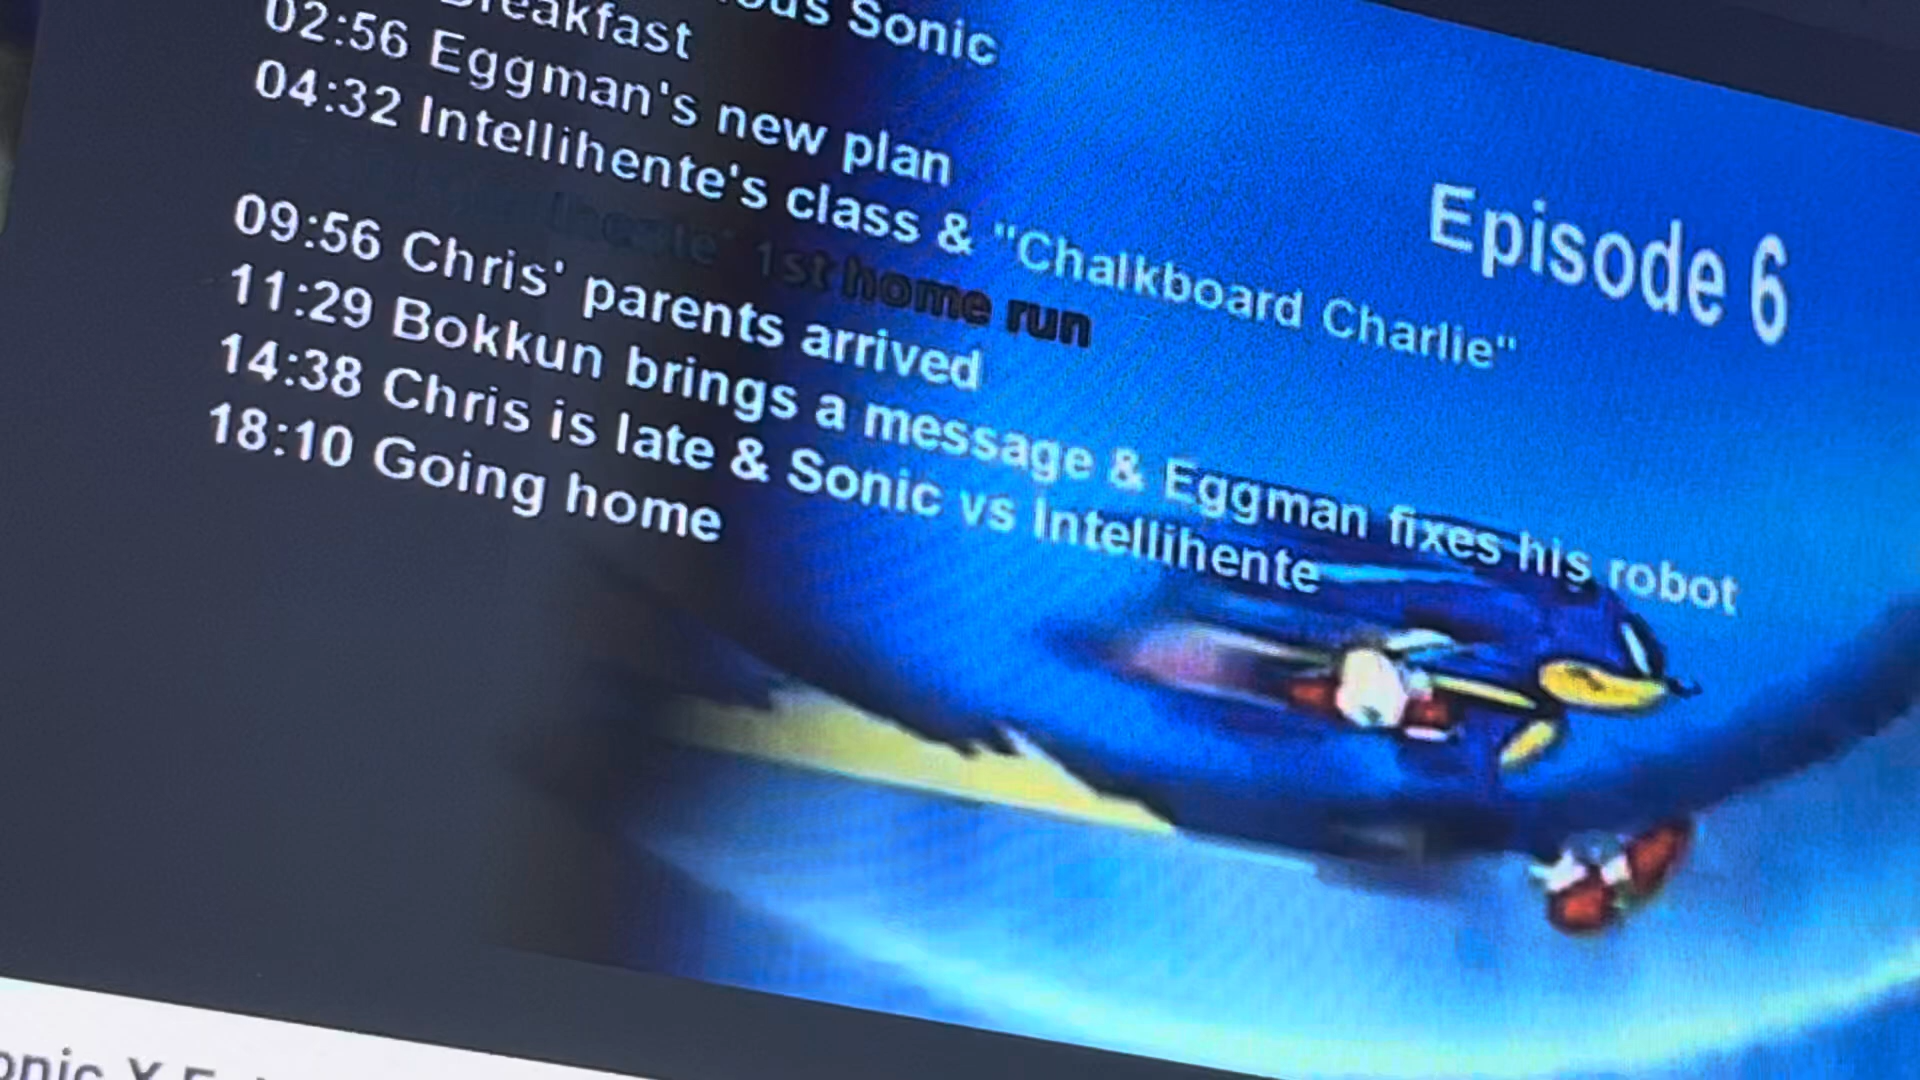 Sonic
Breakfast
02:56 Eggman's new plan
04:32 Intellihente's class & "Chalkboard Charlie"
1st home run
09:56 Chris' parents arrived
11:29 Bokkun brings a message & Eggman fixes his robot
14:38 Chris is late & Sonic vs Intellihente
18:10 Going home
Episode 6
X